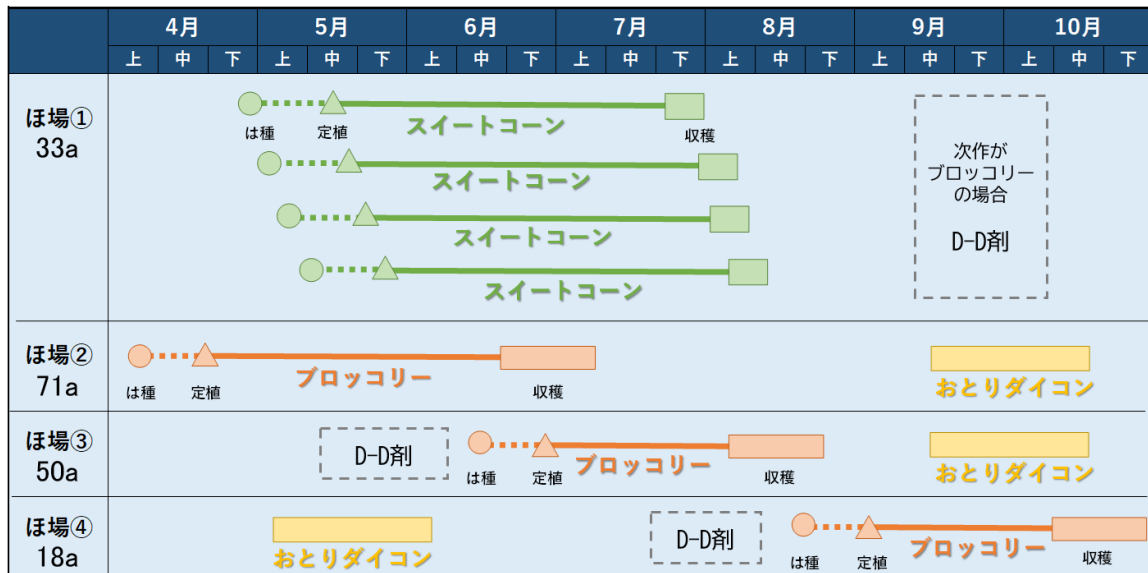 4月 5月 6月 7月 8月 9月 10月
上 中 下 上 中 下 上 中 下 上 中 下 上 中 下 上 中 下 上 中 下
ほ場①
33a
は種 定植 スイートコーン 収穫
スイートコーン
スイートコーン
スイートコーン
次作が
ブロッコリー
の場合
D-D剤
ほ場②
71a
は種 定植 ブロッコリー 収穫 おとりダイコン
ほ場③
50a
D-D剤 は種 定植 ブロッコリー 収穫 おとりダイコン
ほ場④
18a
おとりダイコン D-D剤 は種 定植 ブロッコリー 収穫